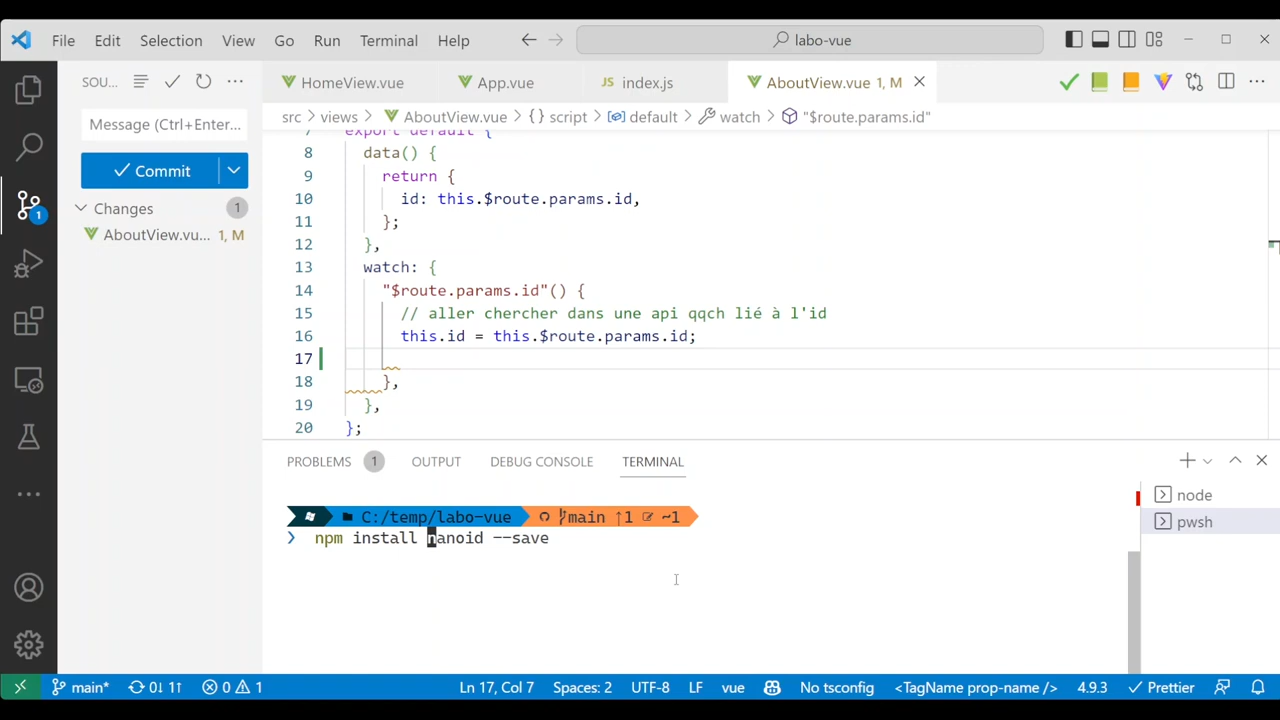 File Edit Selection View Go Run Terminal Help labo-vue
SOU... HomeView.vue App.vue JS index.js AboutView.vue 1, M
src > views > AboutView.vue > {} script > default > watch > "$route.params.id"
Message (Ctrl+Enter...
Commit
Changes 1
AboutView.vu... 1, M
1
7 export default {
8 data() {
9 return {
10 id: this.$route.params.id,
11 };
12 },
13 watch: {
14 "$route.params.id"() {
15 // aller chercher dans une api qqch lié à l'id
16 this.id = this.$route.params.id;
17
18 },
19 },
20 };
PROBLEMS 1 OUTPUT DEBUG CONSOLE TERMINAL
node
pwsh
C:/temp/labo-vue main ↑1 ~1
❯ npm install nanoid --save
main* 0↓ 1↑ 0 1 Ln 17, Col 7 Spaces: 2 UTF-8 LF vue No tsconfig <TagName prop-name /> 4.9.3 Prettier